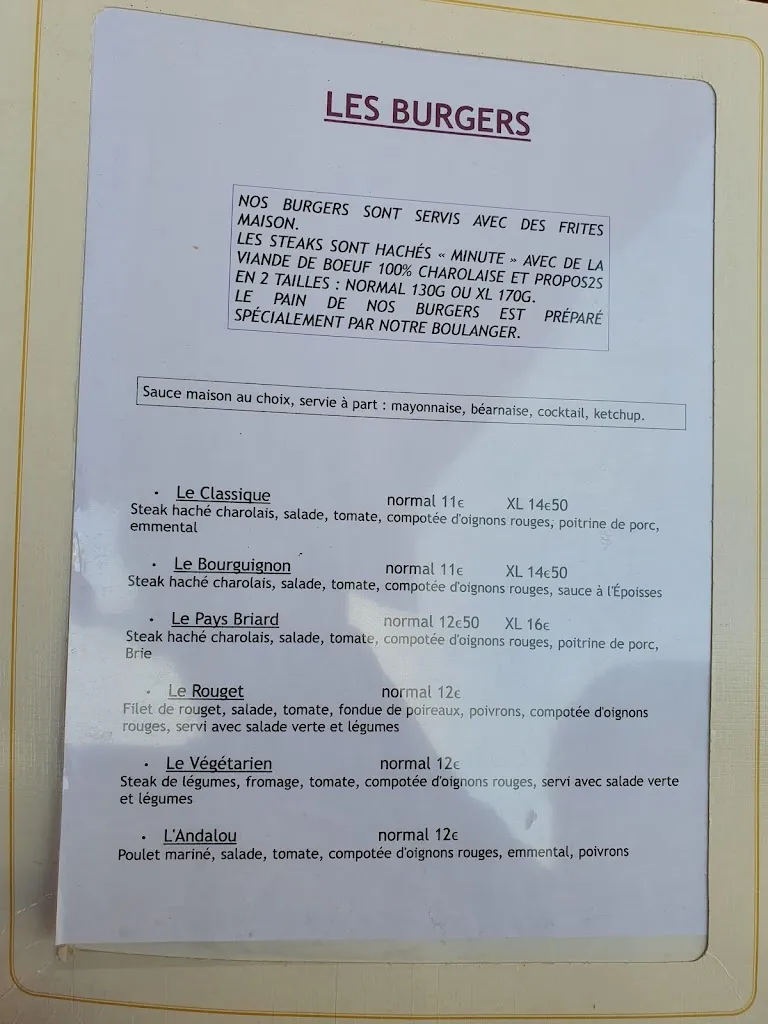 LES BURGERS
NOS BURGERS SONT SERVIS AVEC DES FRITES
MAISON.
LES STEAKS SONT HACHÉS « MINUTE » AVEC DE LA
VIANDE DE BOEUF 100% CHAROLAISE ET PROPOS2S
EN 2 TAILLES : NORMAL 130G OU XL 170G.
LE PAIN DE NOS BURGERS EST PRÉPARÉ
SPÉCIALEMENT PAR NOTRE BOULANGER.
Sauce maison au choix, servie à part : mayonnaise, béarnaise, cocktail, ketchup.
· Le Classique normal 11€ XL 14€50
Steak haché charolais, salade, tomate, compotée d'oignons rouges, poitrine de porc,
emmental
· Le Bourguignon normal 11€ XL 14€50
Steak haché charolais, salade, tomate, compotée d'oignons rouges, sauce à l'Époisses
· Le Pays Briard normal 12€50 XL 16€
Steak haché charolais, salade, tomate, compotée d'oignons rouges, poitrine de porc,
Brie
· Le Rouget normal 12€
Filet de rouget, salade, tomate, fondue de poireaux, poivrons, compotée d'oignons
rouges, servi avec salade verte et légumes
· Le Végétarien normal 12€
Steak de légumes, fromage, tomate, compotée d'oignons rouges, servi avec salade verte
et légumes
· L'Andalou normal 12€
Poulet mariné, salade, tomate, compotée d'oignons rouges, emmental, poivrons